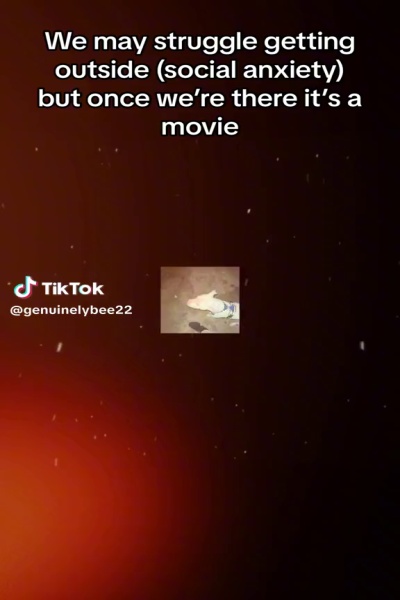 We may struggle getting
outside (social anxiety)
but once we're there it's a
movie
TikTok
@genuinelybee22